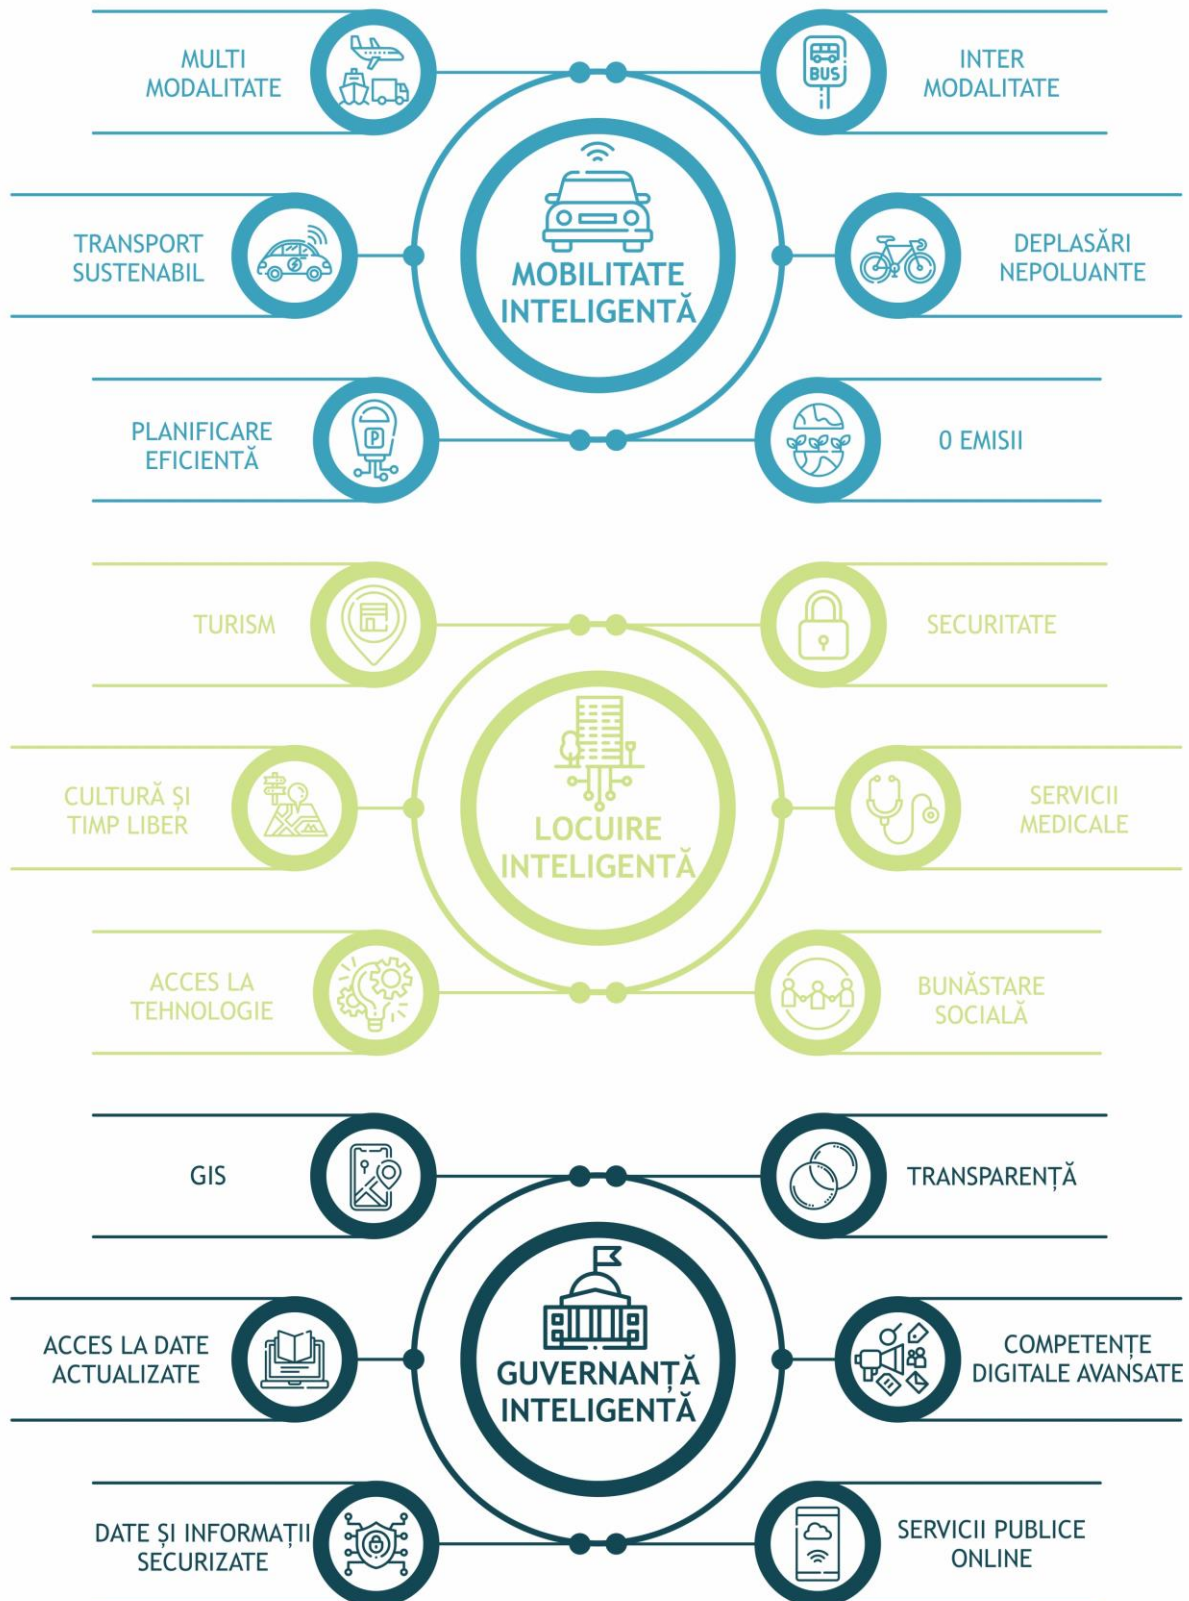 MULTI
MODALITATE
INTER
MODALITATE
BUS
TRANSPORT
SUSTENABIL
MOBILITATE
INTELIGENTĂ
DEPLASĂRI
NEPOLUANTE
PLANIFICARE
EFICIENTĂ
P
0 EMISII
TURISM
SECURITATE
CULTURĂ ȘI
TIMP LIBER
LOCUIRE
INTELIGENTĂ
SERVICII
MEDICALE
ACCES LA
TEHNOLOGIE
BUNĂSTARE
SOCIALĂ
GIS
TRANSPARENȚĂ
ACCES LA DATE
ACTUALIZATE
GUVERNANȚĂ
INTELIGENTĂ
COMPETENȚE
DIGITALE AVANSATE
DATE ȘI INFORMAȚII
SECURIZATE
SERVICII PUBLICE
ONLINE